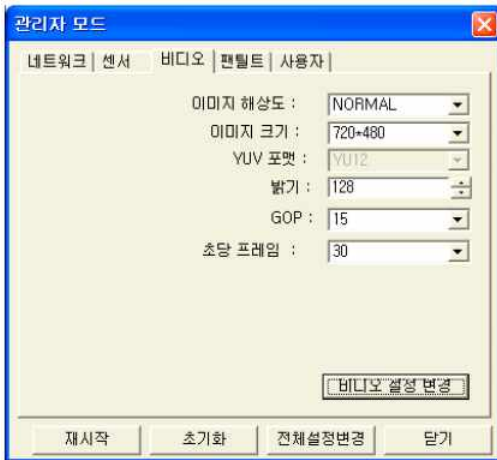 관리자 모드
네트워크 센서 비디오 팬틸트 사용자
이미지 해상도 : NORMAL
이미지 크기 : 720*480
YUV 포맷 : YU12
밝기 : 128
GOP : 15
초당 프레임 : 30
비디오 설정 변경
재시작 초기화 전체설정변경 닫기